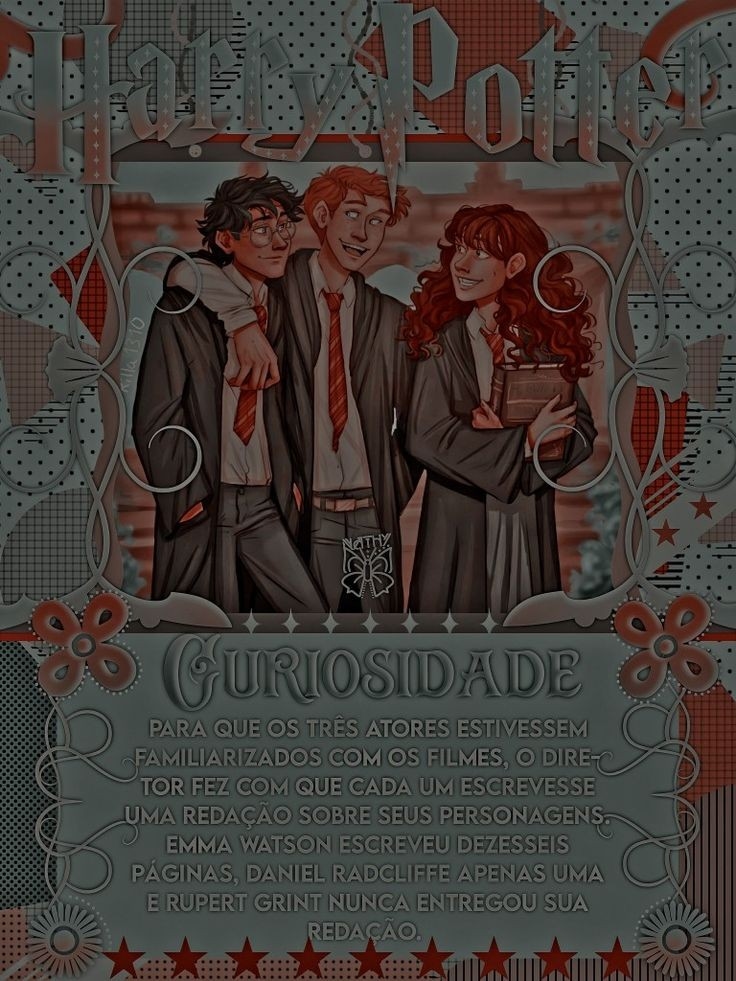 Harry Potter
Killa1310
NATHY
CURIOSIDADE
PARA QUE OS TRÊS ATORES ESTIVESSEM
FAMILIARIZADOS COM OS FILMES, O DIRE-
TOR FEZ COM QUE CADA UM ESCREVESSE
UMA REDAÇÃO SOBRE SEUS PERSONAGENS.
EMMA WATSON ESCREVEU DEZESSEIS
PÁGINAS, DANIEL RADCLIFFE APENAS UMA
E RUPERT GRINT NUNCA ENTREGOU SUA
REDAÇÃO.